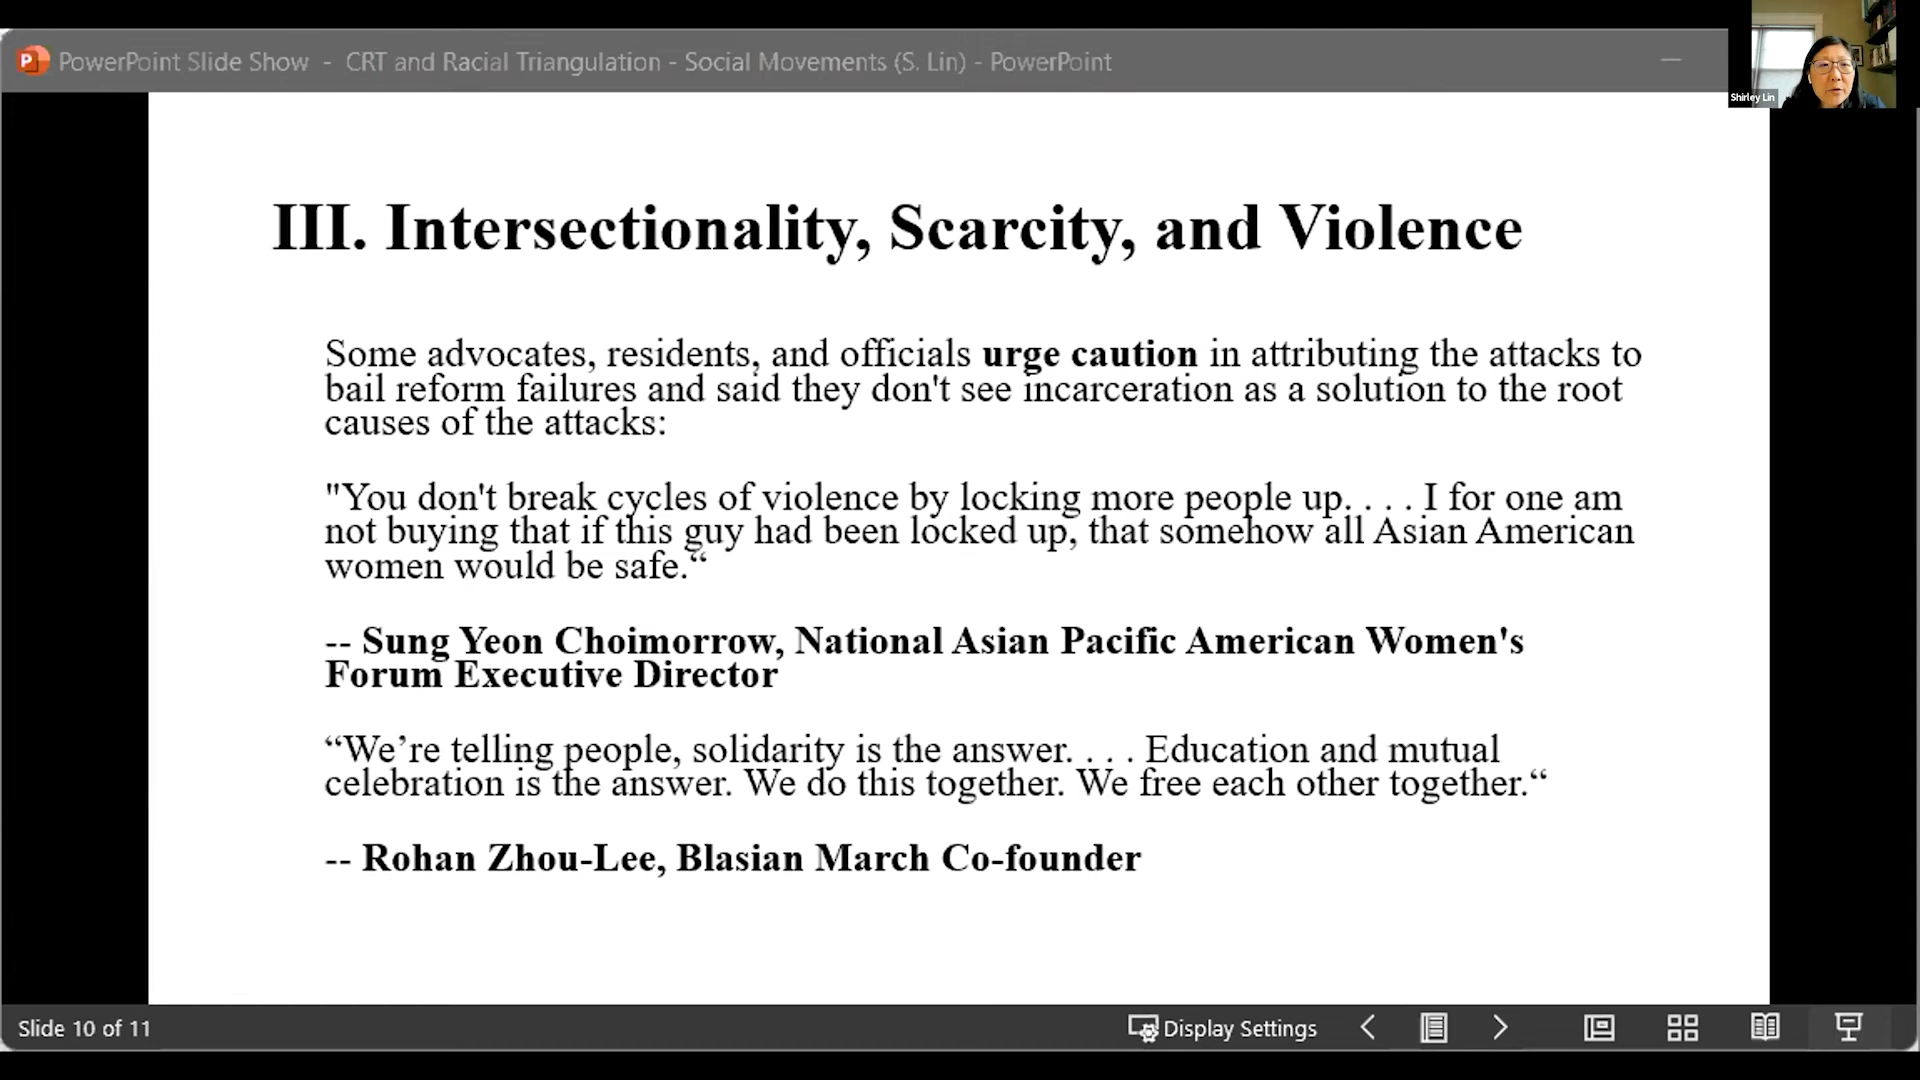 PowerPoint Slide Show - CRT and Racial Triangulation - Social Movements (S. Lin) - PowerPoint
Shirley Lin
III. Intersectionality, Scarcity, and Violence
Some advocates, residents, and officials urge caution in attributing the attacks to
bail reform failures and said they don't see incarceration as a solution to the root
causes of the attacks:
"You don't break cycles of violence by locking more people up. . . . I for one am
not buying that if this guy had been locked up, that somehow all Asian American
women would be safe.“
-- Sung Yeon Choimorrow, National Asian Pacific American Women's
Forum Executive Director
“We’re telling people, solidarity is the answer. . . . Education and mutual
celebration is the answer. We do this together. We free each other together.“
-- Rohan Zhou-Lee, Blasian March Co-founder
Slide 10 of 11
Display Settings